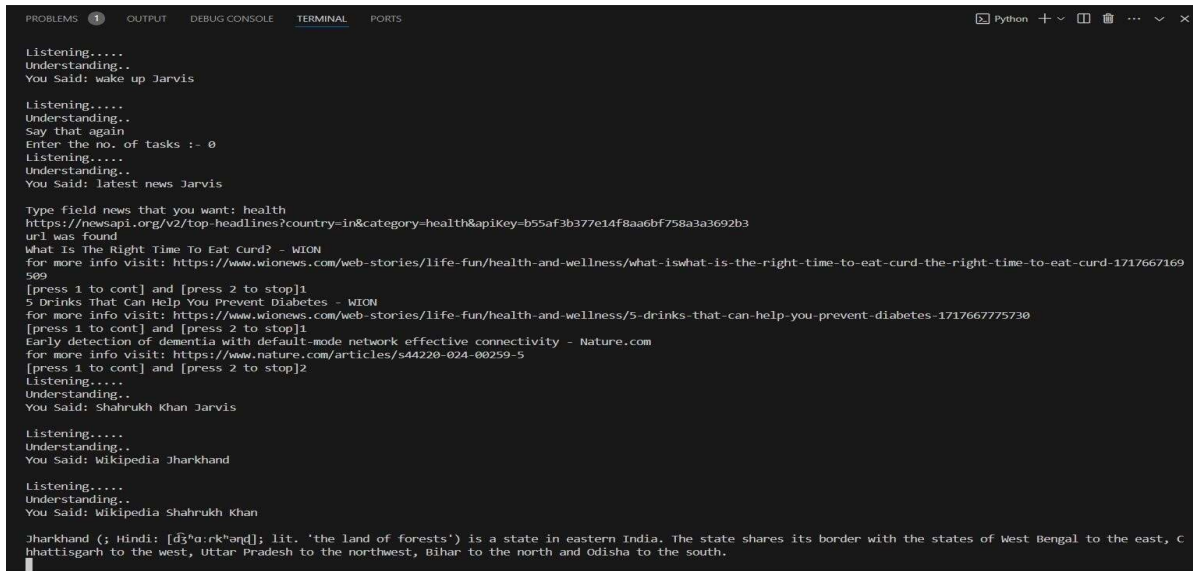 PROBLEMS 1 OUTPUT DEBUG CONSOLE TERMINAL PORTS Python
Listening.....
Understanding..
You Said: wake up Jarvis
Listening.....
Understanding..
Say that again
Enter the no. of tasks :- 0
Listening.....
Understanding..
You Said: latest news Jarvis
Type field news that you want: health
https://newsapi.org/v2/top-headlines?country=in&category=health&apiKey=b55af3b377e14f8aa6bf758a3a3692b3
url was found
What Is The Right Time To Eat Curd? - WION
for more info visit: https://www.wionews.com/web-stories/life-fun/health-and-wellness/what-iswhat-is-the-right-time-to-eat-curd-the-right-time-to-eat-curd-1717667169
509
[press 1 to cont] and [press 2 to stop]1
5 Drinks That Can Help You Prevent Diabetes - WION
for more info visit: https://www.wionews.com/web-stories/life-fun/health-and-wellness/5-drinks-that-can-help-you-prevent-diabetes-1717667775730
[press 1 to cont] and [press 2 to stop]1
Early detection of dementia with default-mode network effective connectivity - Nature.com
for more info visit: https://www.nature.com/articles/s44220-024-00259-5
[press 1 to cont] and [press 2 to stop]2
Listening.....
Understanding..
You Said: Shahrukh Khan Jarvis
Listening.....
Understanding..
You Said: Wikipedia Jharkhand
Listening.....
Understanding..
You Said: Wikipedia Shahrukh Khan
Jharkhand (; Hindi: [d͡ʒʰɑːrkʰəɳɖ]; lit. 'the land of forests') is a state in eastern India. The state shares its border with the states of West Bengal to the east, C
hhattisgarh to the west, Uttar Pradesh to the northwest, Bihar to the north and Odisha to the south.